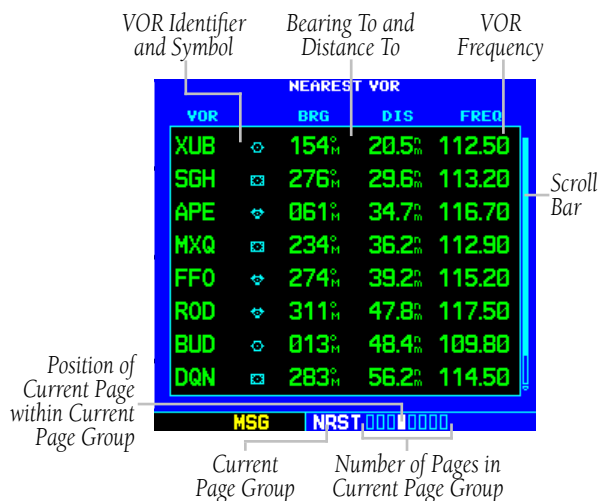 VOR Identifier
and Symbol
Bearing To and
Distance To
VOR
Frequency
NEAREST VOR
VOR BRG DIS FREQ
XUB 154°M 20.5nm 112.50
SGH 276°M 29.6nm 113.20
APE 061°M 34.7nm 116.70
MXQ 234°M 36.2nm 112.90
FFO 274°M 39.2nm 115.20
ROD 311°M 47.8nm 117.50
BUD 013°M 48.4nm 109.80
DQN 283°M 56.2nm 114.50
Scroll
Bar
Position of
Current Page
within Current
Page Group
MSG NRST
Current
Page Group
Number of Pages in
Current Page Group